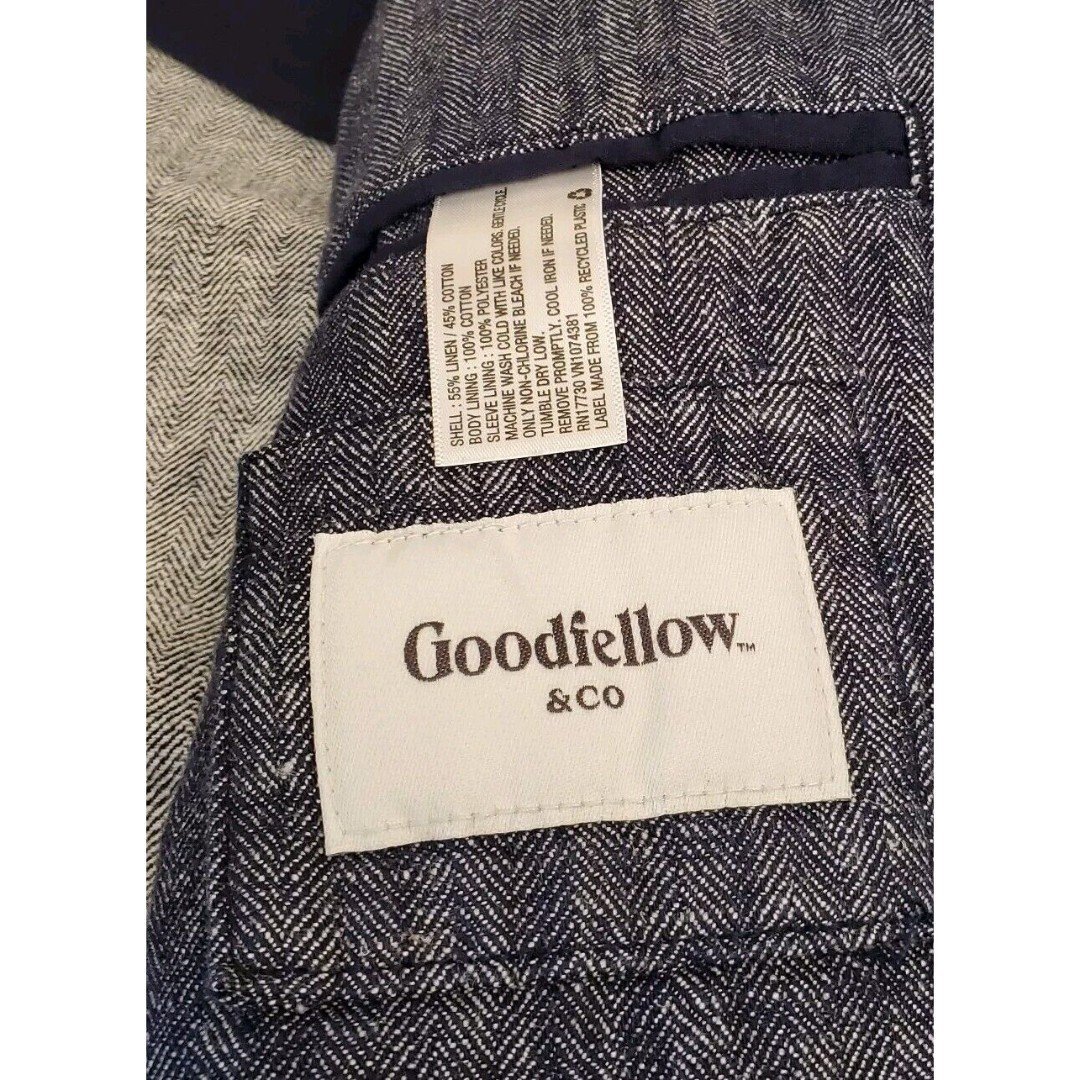 SHELL : 55% LINEN / 45% COTTON
BODY LINING : 100% COTTON
SLEEVE LINING : 100% POLYESTER
MACHINE WASH COLD WITH LIKE COLORS. GENTLE CYCLE.
ONLY NON-CHLORINE BLEACH IF NEEDED.
TUMBLE DRY LOW.
REMOVE PROMPTLY. COOL IRON IF NEEDED.
RN17730 VN1074381
LABEL MADE FROM 100% RECYCLED PLASTIC
Goodfellow™
& CO